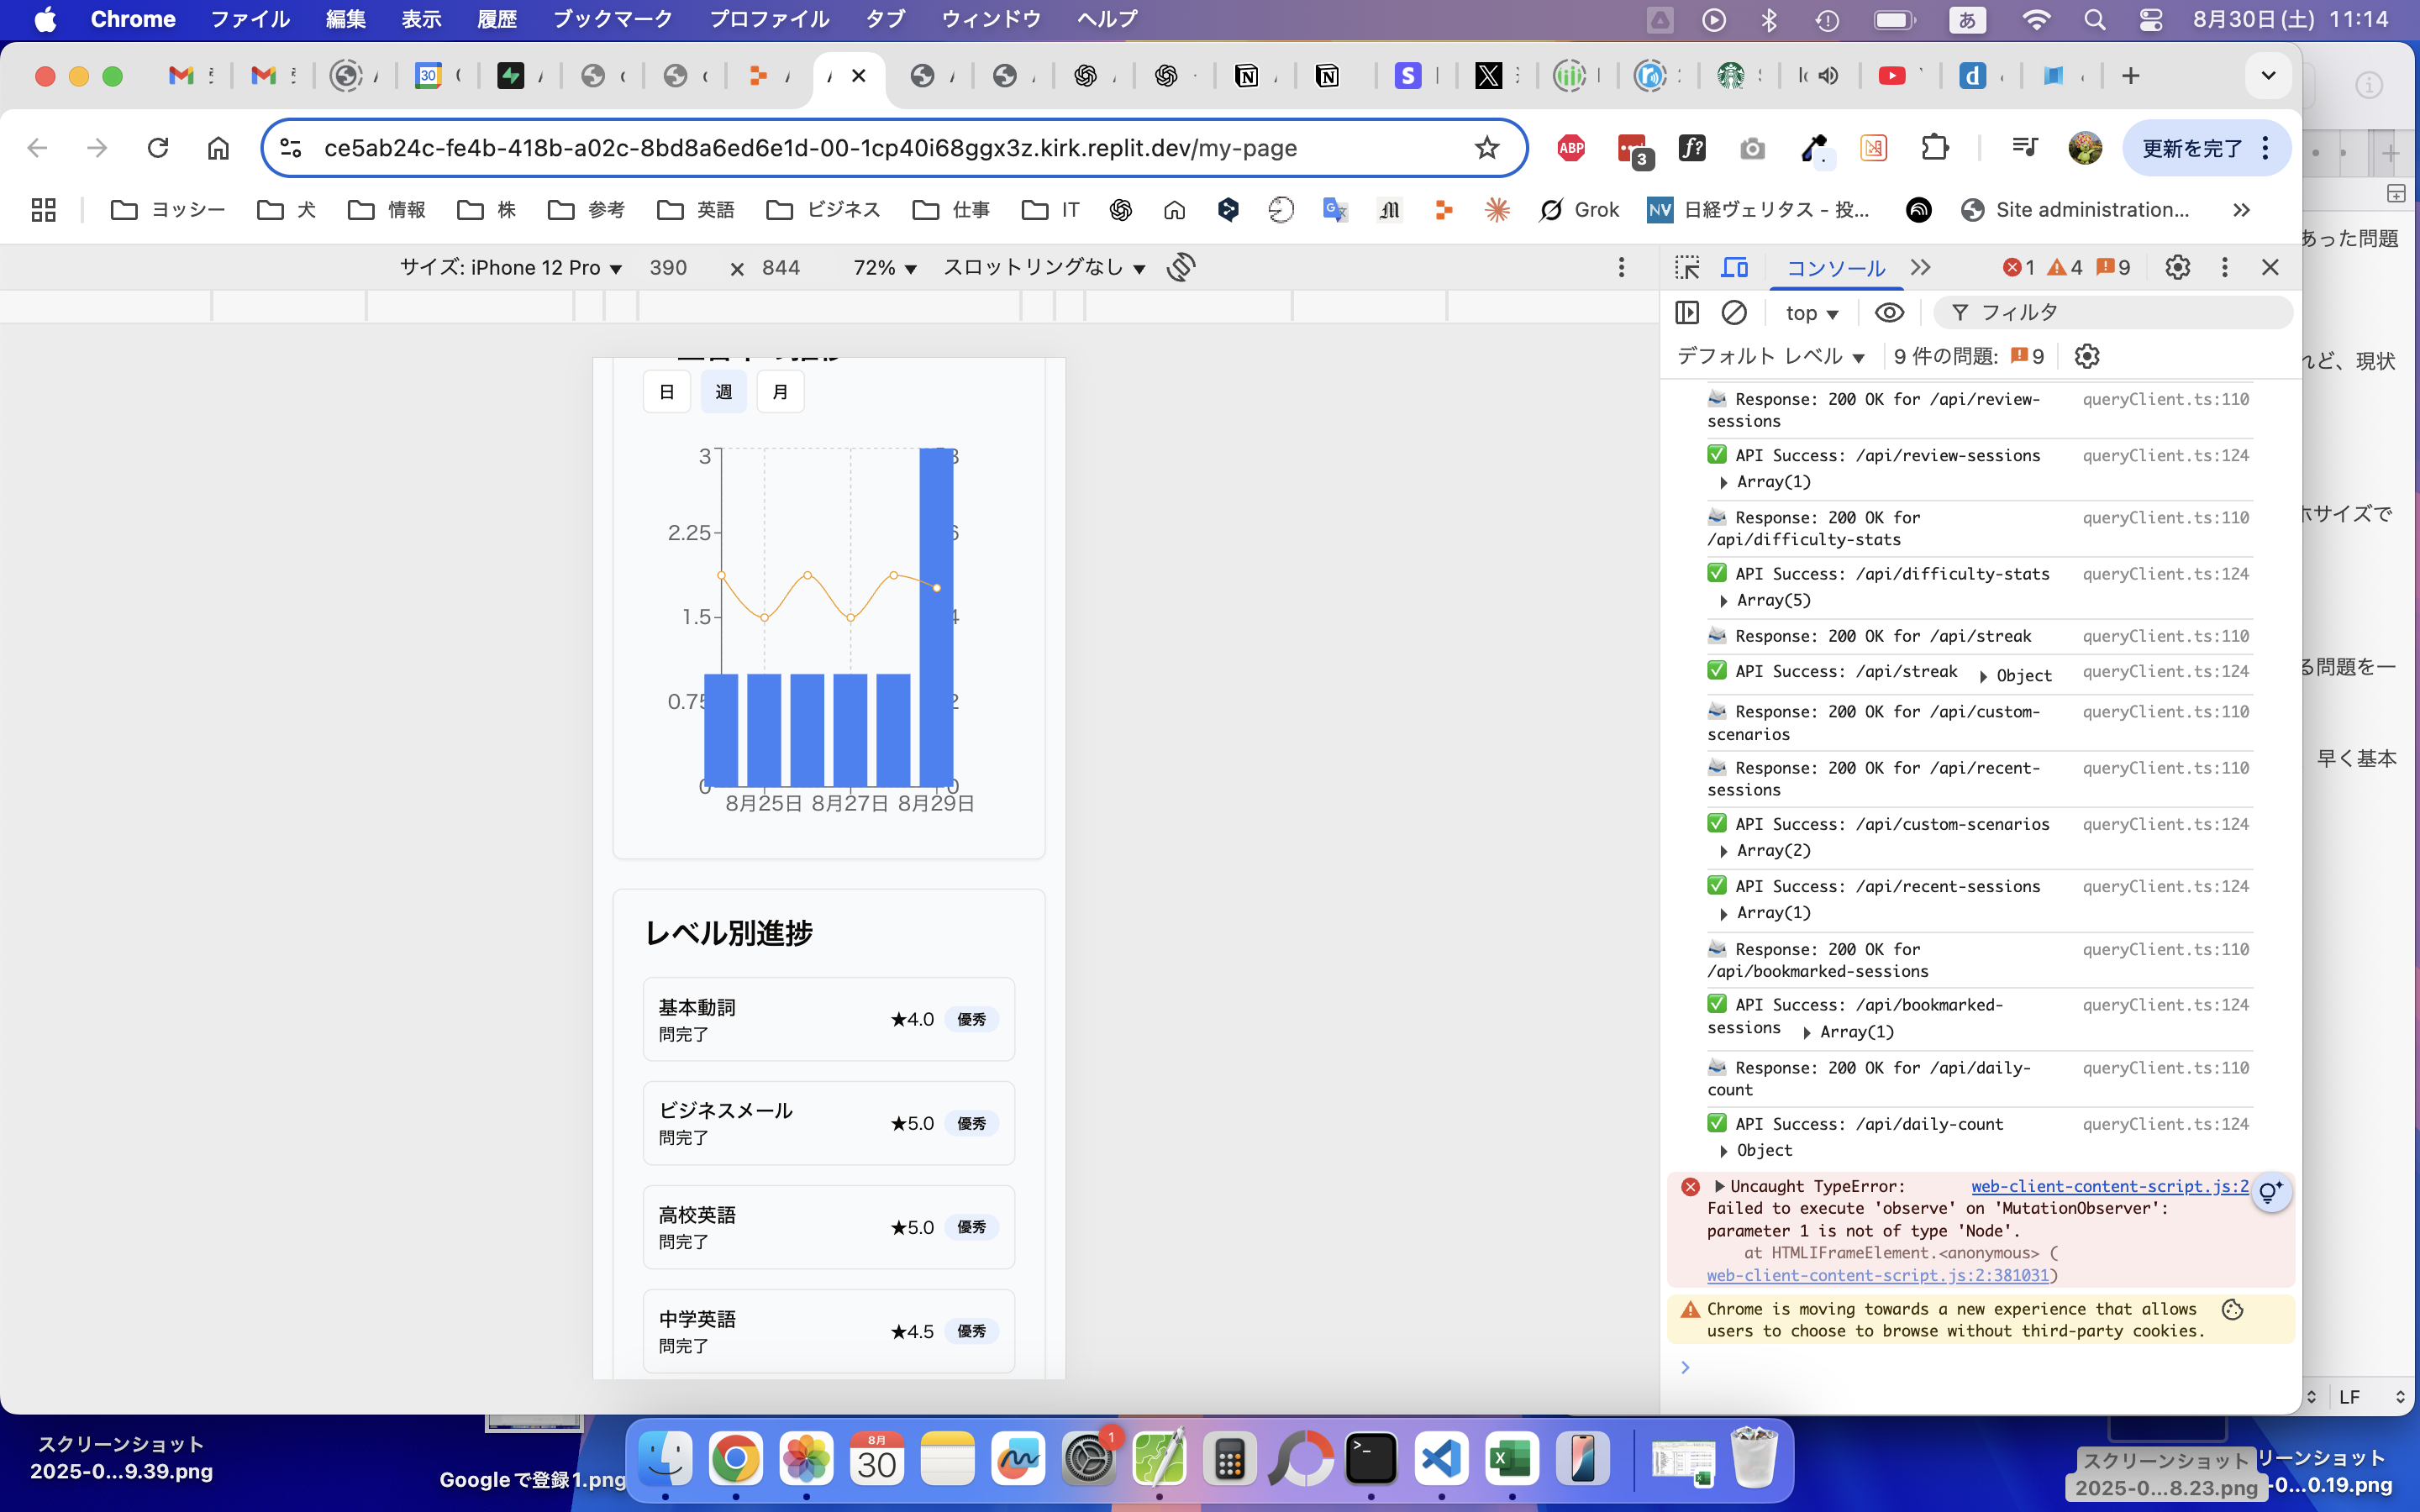 Chrome ファイル 編集 表示 履歴 ブックマーク プロファイル タブ ウィンドウ ヘルプ あ 8月30日(土) 11:14
ce5ab24c-fe4b-418b-a02c-8bd8a6ed6e1d-00-1cp40i68ggx3z.kirk.replit.dev/my-page ABP 3 f? 更新を完了
ヨッシー 犬 情報 株 参考 英語 ビジネス 仕事 IT Grok NV 日経ヴェリタス - 投... Site administration...
サイズ: iPhone 12 Pro 390 × 844 72% スロットリングなし コンソール 1 4 9
top フィルタ
デフォルト レベル 9 件の問題: 9
日 週 月
3
2.25
1.5
0.75
0
8月25日 8月27日 8月29日
レベル別進捗
基本動詞
問完了
★4.0 優秀
ビジネスメール
問完了
★5.0 優秀
高校英語
問完了
★5.0 優秀
中学英語
問完了
★4.5 優秀
Response: 200 OK for /api/review- queryClient.ts:110
sessions
API Success: /api/review-sessions queryClient.ts:124
Array(1)
Response: 200 OK for queryClient.ts:110
/api/difficulty-stats
API Success: /api/difficulty-stats queryClient.ts:124
Array(5)
Response: 200 OK for /api/streak queryClient.ts:110
API Success: /api/streak Object queryClient.ts:124
Response: 200 OK for /api/custom- queryClient.ts:110
scenarios
Response: 200 OK for /api/recent- queryClient.ts:110
sessions
API Success: /api/custom-scenarios queryClient.ts:124
Array(2)
API Success: /api/recent-sessions queryClient.ts:124
Array(1)
Response: 200 OK for queryClient.ts:110
/api/bookmarked-sessions
API Success: /api/bookmarked- queryClient.ts:124
sessions Array(1)
Response: 200 OK for /api/daily- queryClient.ts:110
count
API Success: /api/daily-count queryClient.ts:124
Object
Uncaught TypeError: web-client-content-script.js:2
Failed to execute 'observe' on 'MutationObserver':
parameter 1 is not of type 'Node'.
at HTMLIFrameElement.<anonymous> (
web-client-content-script.js:2:381031)
Chrome is moving towards a new experience that allows
users to choose to browse without third-party cookies.
あった問題
れど、現状
ホサイズで
る問題を一
早く基本
LF
スクリーンショット
2025-0...9.39.png
Googleで登録1.png
8月
30
1
スクリーンショット
2025-0...8.23.png
リーンショット
-0...0.19.png